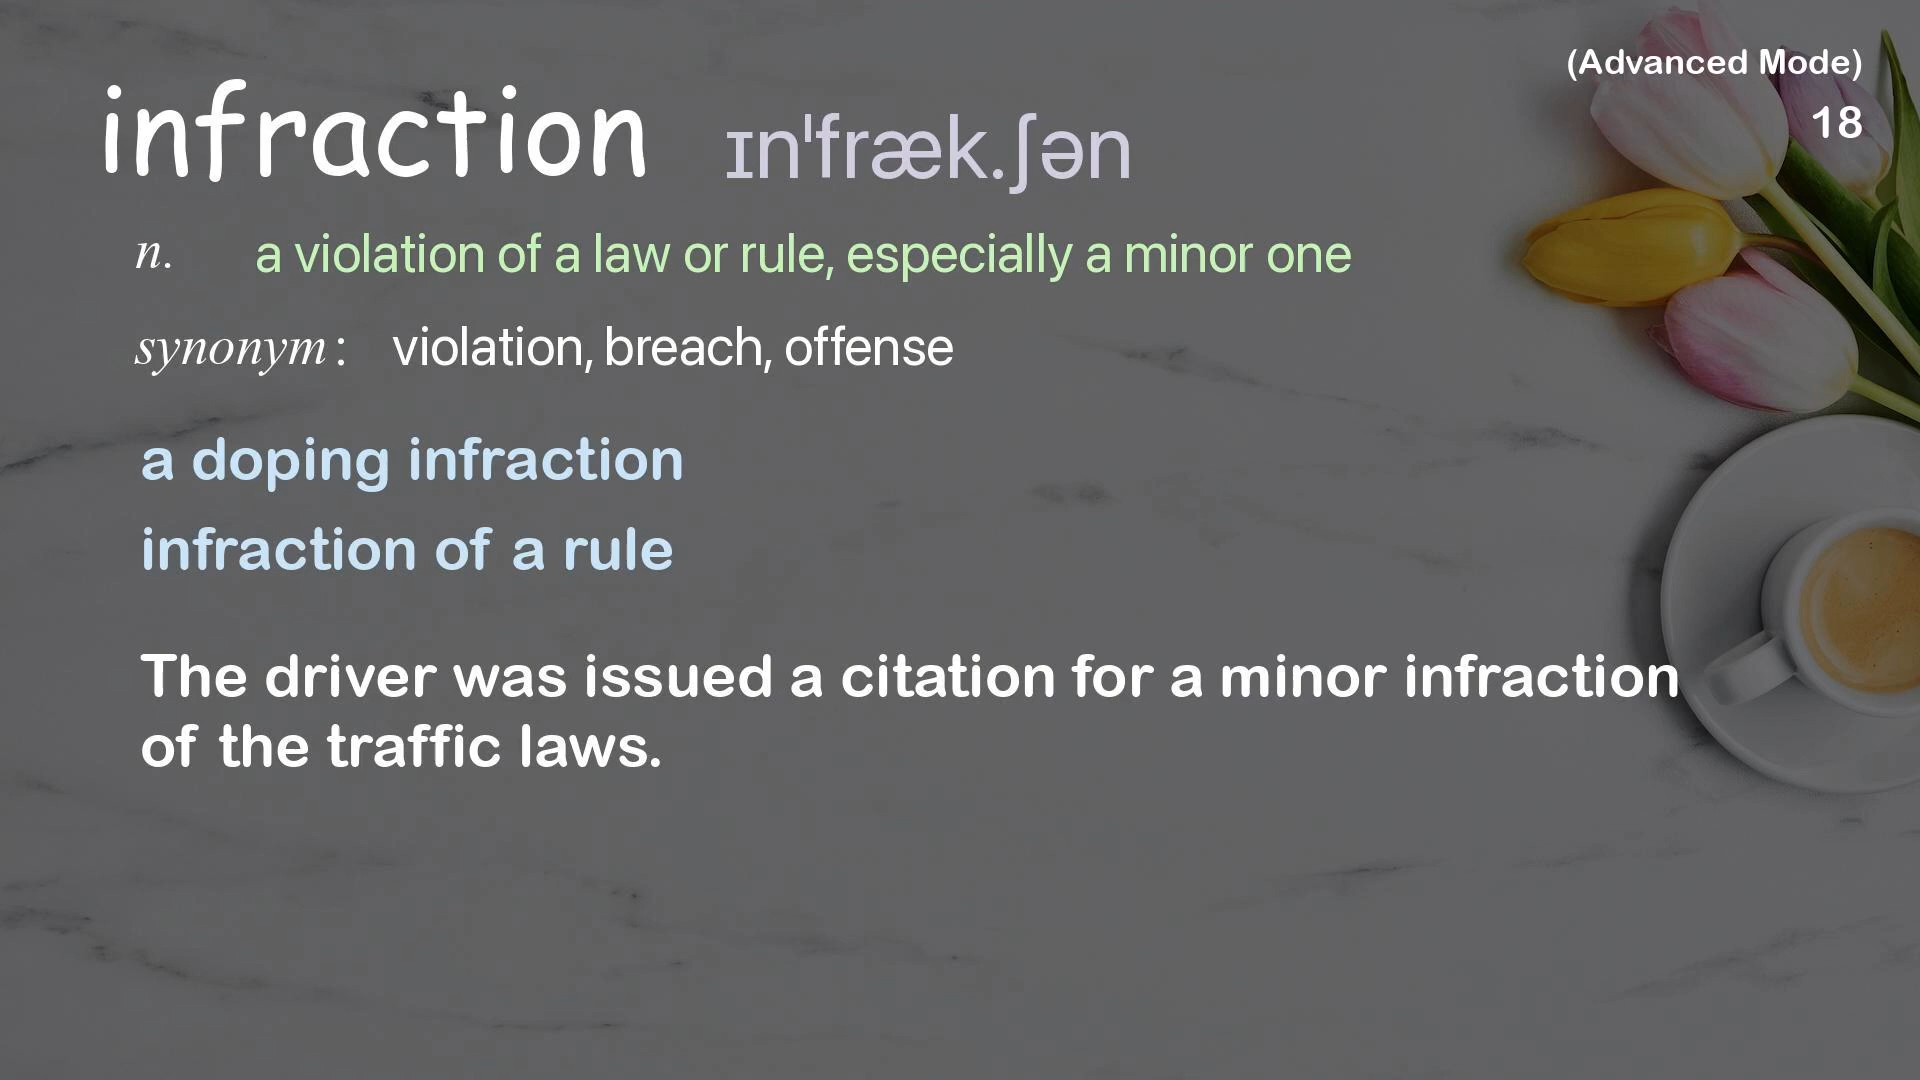 (Advanced Mode)
18
infraction ɪnˈfræk.ʃən
n. a violation of a law or rule, especially a minor one
synonym: violation, breach, offense
a doping infraction
infraction of a rule
The driver was issued a citation for a minor infraction
of the traffic laws.